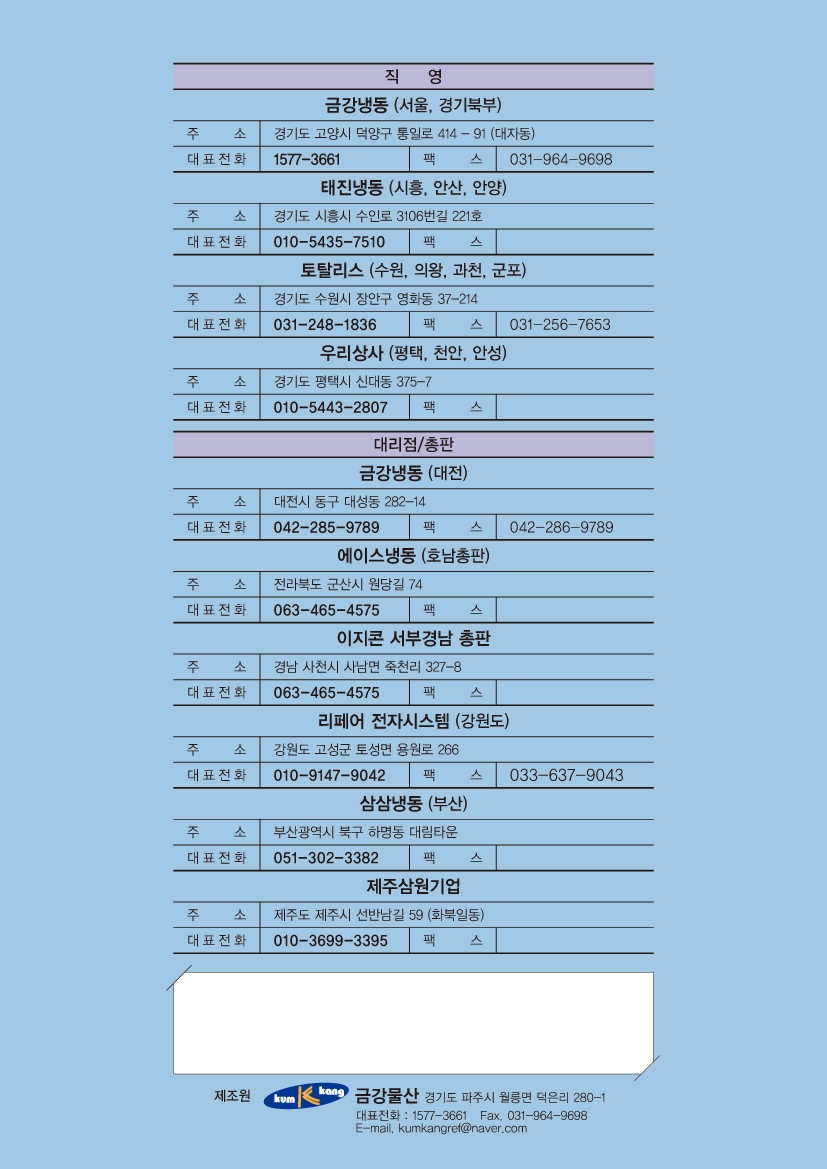 직 영
금강냉동 (서울, 경기북부)
주 소 경기도 고양시 덕양구 통일로 414 - 91 (대자동)
대표전화 1577-3661 팩 스 031-964-9698
태진냉동 (시흥, 안산, 안양)
주 소 경기도 시흥시 수인로 3106번길 221호
대표전화 010-5435-7510 팩 스
토탈리스 (수원, 의왕, 과천, 군포)
주 소 경기도 수원시 장안구 영화동 37-214
대표전화 031-248-1836 팩 스 031-256-7653
우리상사 (평택, 천안, 안성)
주 소 경기도 평택시 신대동 375-7
대표전화 010-5443-2807 팩 스
대리점/총판
금강냉동 (대전)
주 소 대전시 동구 대성동 282-14
대표전화 042-285-9789 팩 스 042-286-9789
에이스냉동 (호남총판)
주 소 전라북도 군산시 원당길 74
대표전화 063-465-4575 팩 스
이지콘 서부경남 총판
주 소 경남 사천시 사남면 죽천리 327-8
대표전화 063-465-4575 팩 스
리페어 전자시스템 (강원도)
주 소 강원도 고성군 토성면 용원로 266
대표전화 010-9147-9042 팩 스 033-637-9043
삼삼냉동 (부산)
주 소 부산광역시 북구 하명동 대림타운
대표전화 051-302-3382 팩 스
제주삼원기업
주 소 제주도 제주시 선반남길 59 (화북일동)
대표전화 010-3699-3395 팩 스
제조원 kum K kang 금강물산 경기도 파주시 월롱면 덕은리 280-1
대표전화 : 1577-3661 Fax. 031-964-9698
E-mail. kumkangref@naver.com